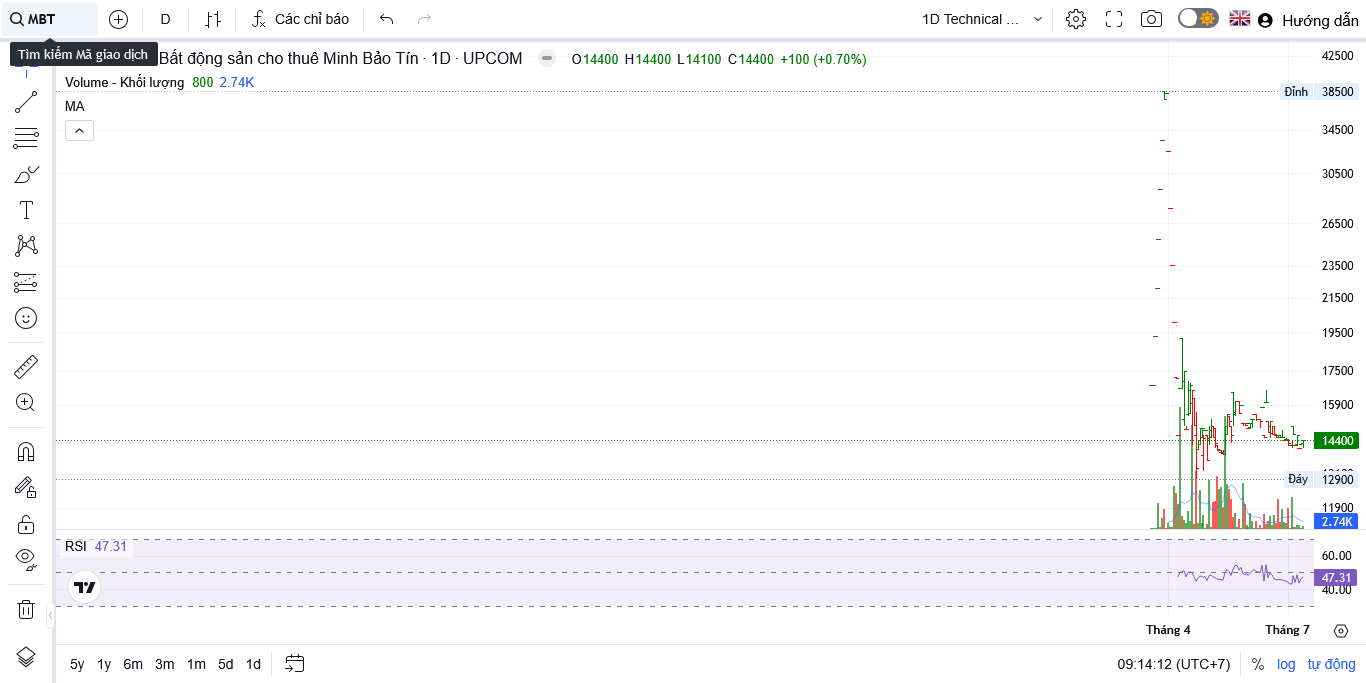 MBT
D
Các chỉ báo
1D Technical ...
Hướng dẫn
Tìm kiếm Mã giao dịch
Bất động sản cho thuê Minh Bảo Tín · 1D · UPCOM
O14400 H14400 L14100 C14400 +100 (+0.70%)
Volume - Khối lượng 800 2.74K
MA
42500
Đỉnh 38500
34500
30500
26500
23500
21500
19500
17500
15900
14400
Đáy 12900
11900
2.74K
RSI 47.31
60.00
47.31
40.00
Tháng 4
Tháng 7
5y 1y 6m 3m 1m 5d 1d
09:14:12 (UTC+7)
% log tự động